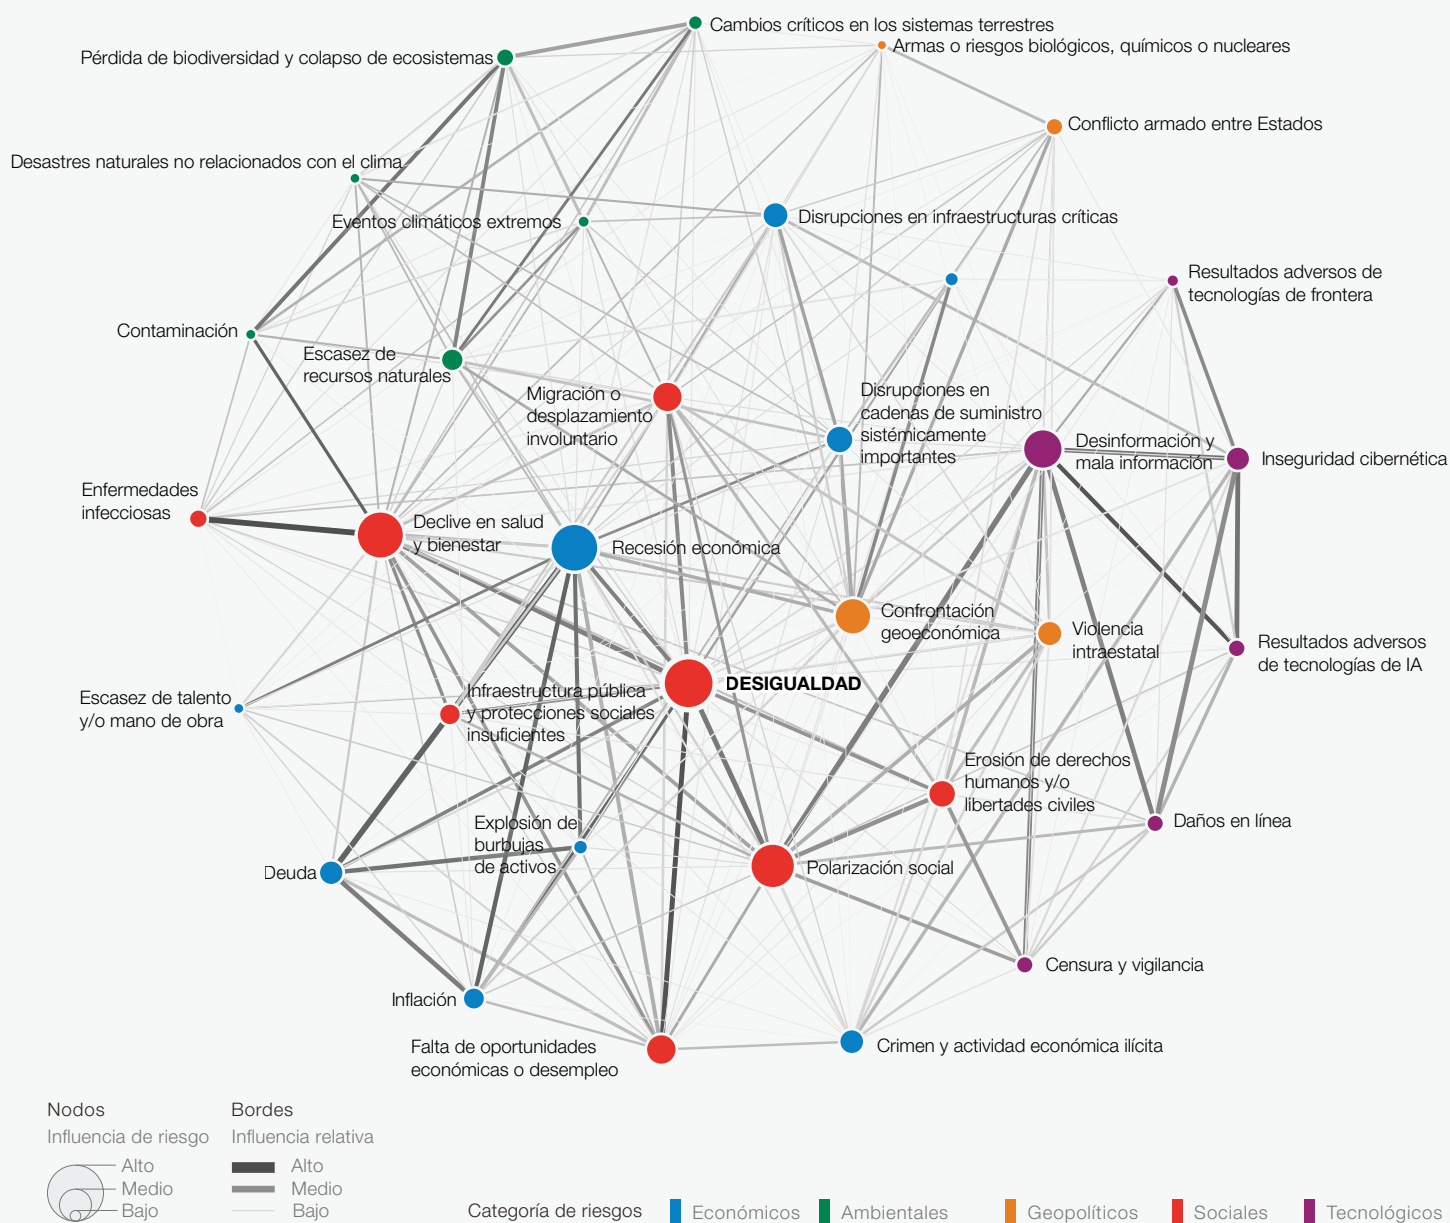 Cambios críticos en los sistemas terrestres
Armas o riesgos biológicos, químicos o nucleares
Pérdida de biodiversidad y colapso de ecosistemas
Conflicto armado entre Estados
Desastres naturales no relacionados con el clima
Eventos climáticos extremos
Disrupciones en infraestructuras críticas
Resultados adversos de
tecnologías de frontera
Contaminación
Escasez de
recursos naturales
Migración o
desplazamiento
involuntario
Disrupciones en
cadenas de suministro
sistémicamente
importantes
Desinformación y
mala información
Inseguridad cibernética
Enfermedades
infecciosas
Declive en salud
y bienestar
Recesión económica
Confrontación
geoeconómica
Violencia
intraestatal
Resultados adversos
de tecnologías de IA
DESIGUALDAD
Escasez de talento
y/o mano de obra
Infraestructura pública
y protecciones sociales
insuficientes
Erosión de derechos
humanos y/o
libertades civiles
Explosión de
burbujas
de activos
Daños en línea
Deuda
Polarización social
Censura y vigilancia
Inflación
Falta de oportunidades
económicas o desempleo
Crimen y actividad económica ilícita
Nodos
Influencia de riesgo
Alto
Medio
Bajo
Bordes
Influencia relativa
Alto
Medio
Bajo
Categoría de riesgos
Económicos
Ambientales
Geopolíticos
Sociales
Tecnológicos